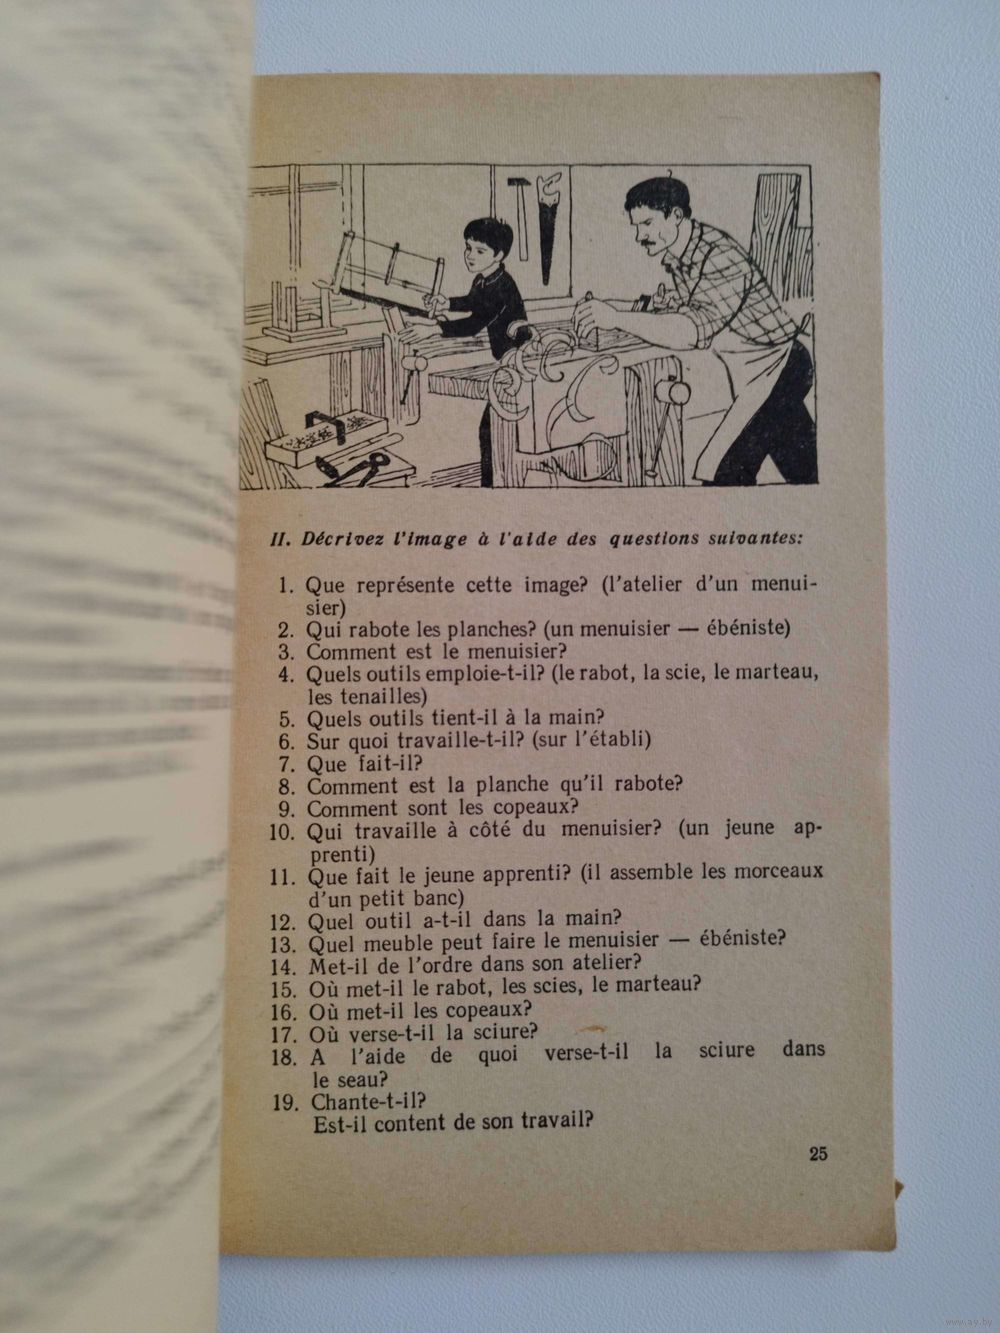 II. Décrivez l'image à l'aide des questions suivantes:
1. Que représente cette image? (l'atelier d'un menui-
sier)
2. Qui rabote les planches? (un menuisier — ébéniste)
3. Comment est le menuisier?
4. Quels outils emploie-t-il? (le rabot, la scie, le marteau,
les tenailles)
5. Quels outils tient-il à la main?
6. Sur quoi travaille-t-il? (sur l'établi)
7. Que fait-il?
8. Comment est la planche qu'il rabote?
9. Comment sont les copeaux?
10. Qui travaille à côté du menuisier? (un jeune ap-
prenti)
11. Que fait le jeune apprenti? (il assemble les morceaux
d'un petit banc)
12. Quel outil a-t-il dans la main?
13. Quel meuble peut faire le menuisier — ébéniste?
14. Met-il de l'ordre dans son atelier?
15. Où met-il le rabot, les scies, le marteau?
16. Où met-il les copeaux?
17. Où verse-t-il la sciure?
18. A l'aide de quoi verse-t-il la sciure dans
le seau?
19. Chante-t-il?
Est-il content de son travail?
25
www.ay.by